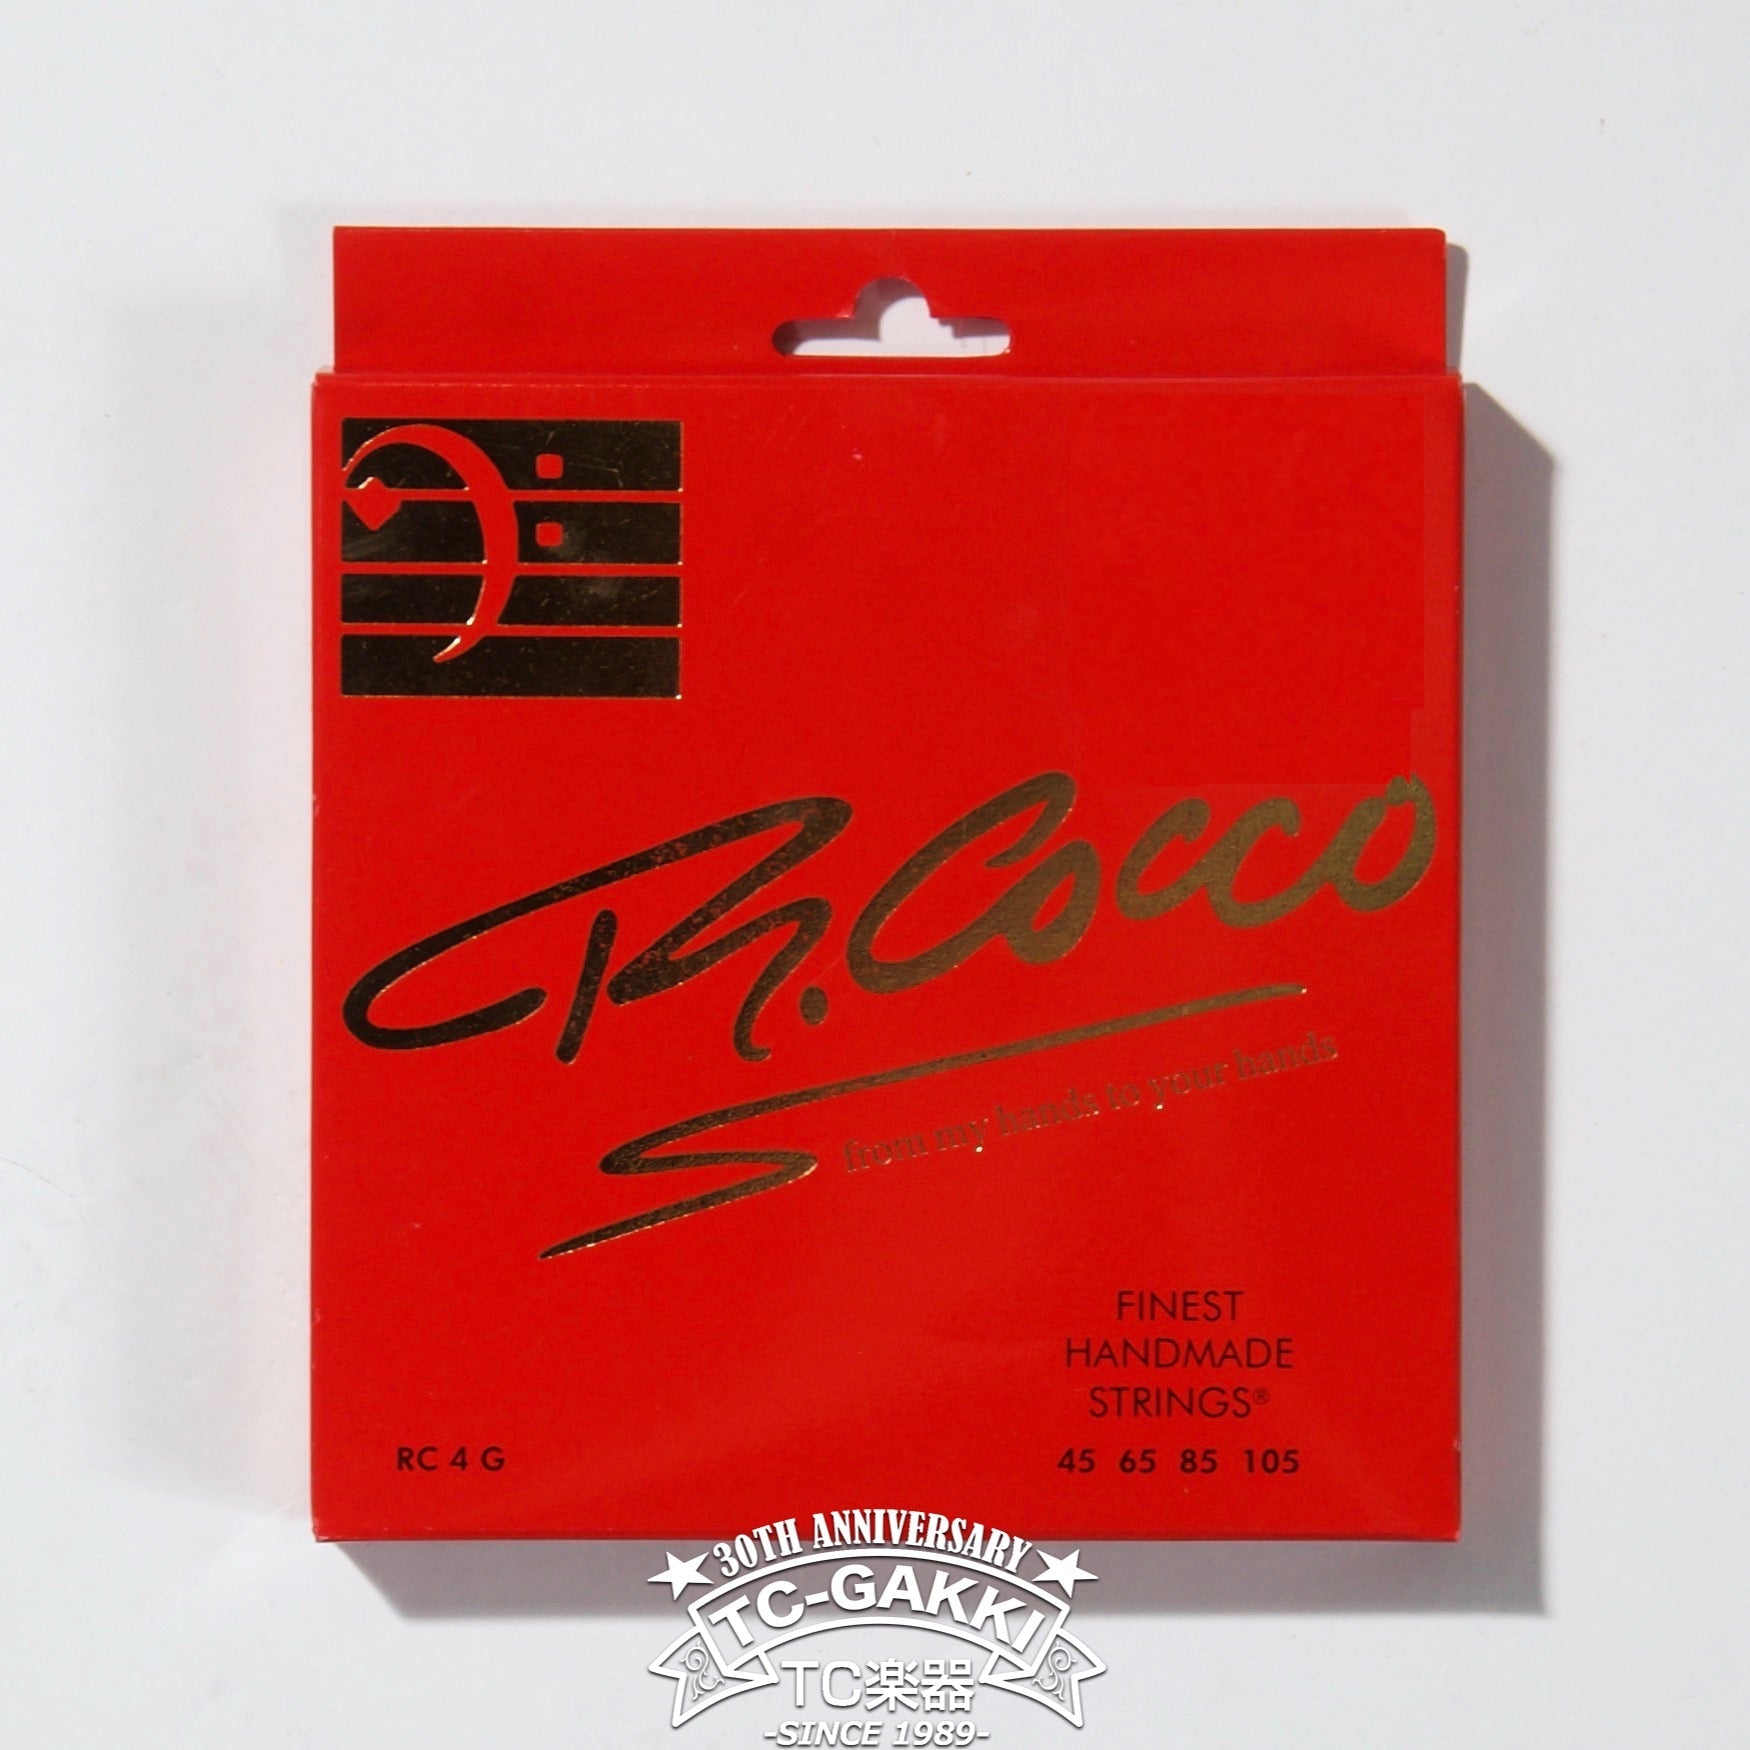 R. Cocco
from my hands to your hands
FINEST
HANDMADE
STRINGS®
RC 4 G
45 65 85 105
30TH ANNIVERSARY
TC-GAKKI
TC楽器
-SINCE 1989-